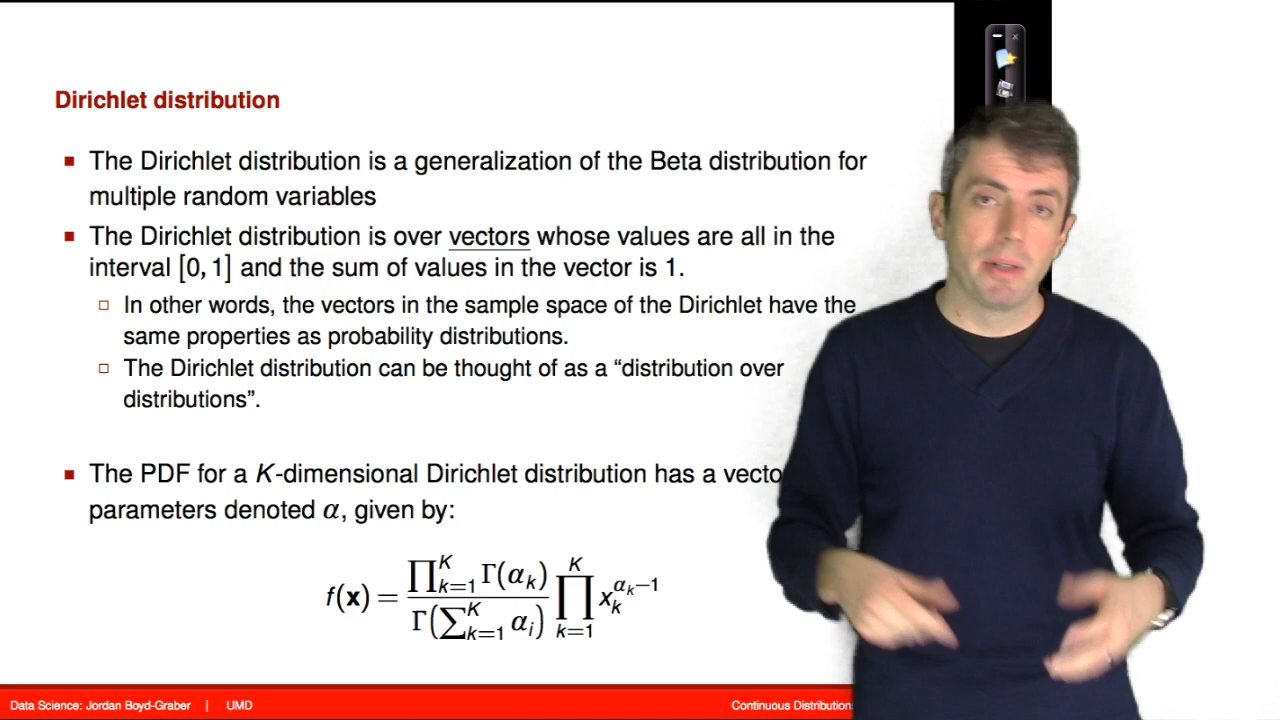 Dirichlet distribution
■ The Dirichlet distribution is a generalization of the Beta distribution for
multiple random variables
■ The Dirichlet distribution is over vectors whose values are all in the
interval [0, 1] and the sum of values in the vector is 1.
□ In other words, the vectors in the sample space of the Dirichlet have the
same properties as probability distributions.
□ The Dirichlet distribution can be thought of as a “distribution over
distributions”.
■ The PDF for a K-dimensional Dirichlet distribution has a
parameters denoted α, given by:
f(x) = \frac{∏_{k=1}^{K} Γ(α_k)}{Γ(∑_{k=1}^{K} α_i)} ∏_{k=1}^{K} x_k^{α_k−1}
Data Science: Jordan Boyd-Graber | UMD Continuous